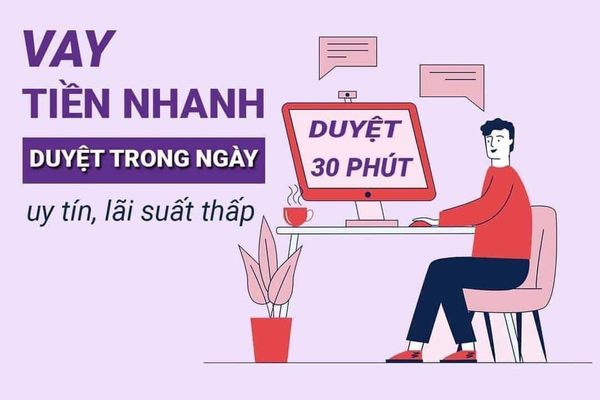 VAY
TIỀN NHANH
DUYỆT TRONG NGÀY
uy tín, lãi suất thấp
DUYỆT
30 PHÚT